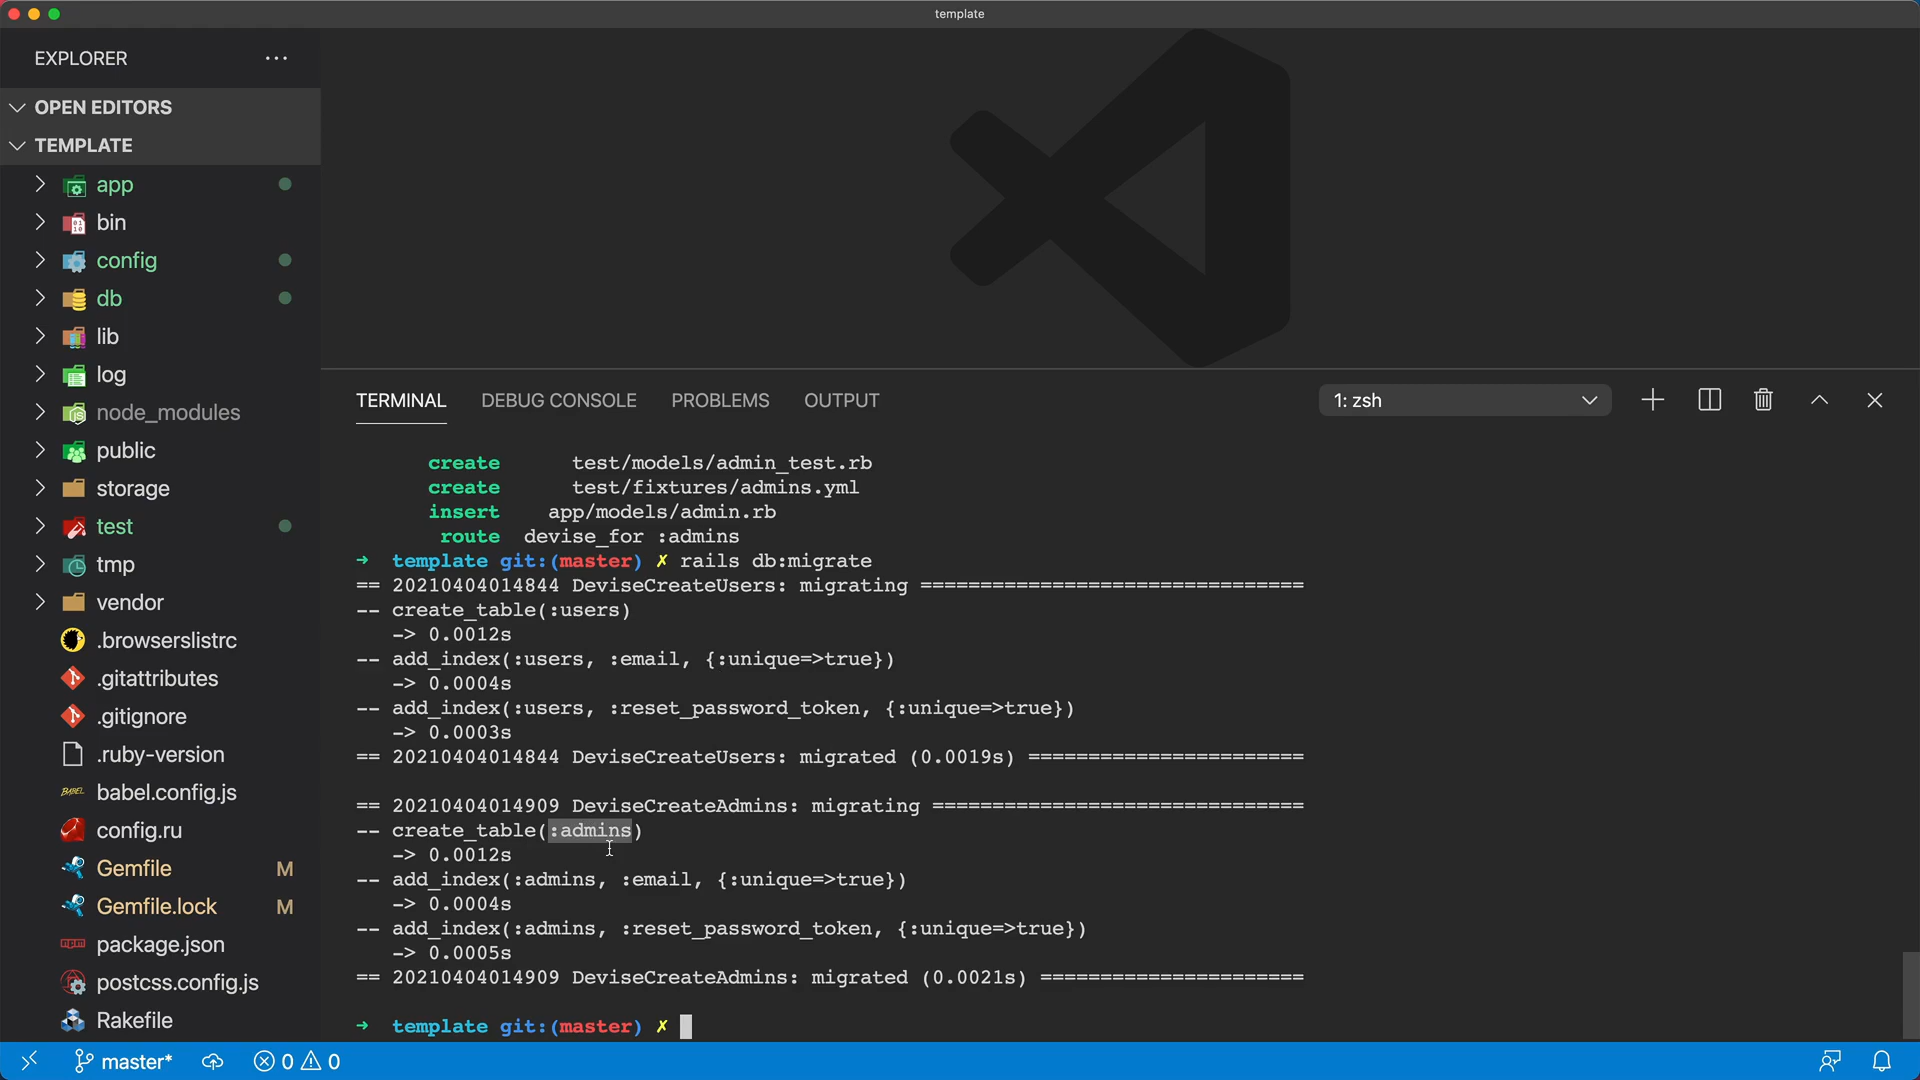 template
EXPLORER
OPEN EDITORS
TEMPLATE
app
bin
config
db
lib
log
node_modules
public
storage
test
tmp
vendor
.browserslistrc
.gitattributes
.gitignore
.ruby-version
babel.config.js
config.ru
Gemfile M
Gemfile.lock M
package.json
postcss.config.js
Rakefile
TERMINAL DEBUG CONSOLE PROBLEMS OUTPUT 1: zsh
create test/models/admin_test.rb
create test/fixtures/admins.yml
insert app/models/admin.rb
route devise_for :admins
➜ template git:(master) ✗ rails db:migrate
== 20210404014844 DeviseCreateUsers: migrating ================================
-- create_table(:users)
-> 0.0012s
-- add_index(:users, :email, {:unique=>true})
-> 0.0004s
-- add_index(:users, :reset_password_token, {:unique=>true})
-> 0.0003s
== 20210404014844 DeviseCreateUsers: migrated (0.0019s) =======================
== 20210404014909 DeviseCreateAdmins: migrating ===============================
-- create_table(:admins)
-> 0.0012s
-- add_index(:admins, :email, {:unique=>true})
-> 0.0004s
-- add_index(:admins, :reset_password_token, {:unique=>true})
-> 0.0005s
== 20210404014909 DeviseCreateAdmins: migrated (0.0021s) ======================
➜ template git:(master) ✗
master* 0 0